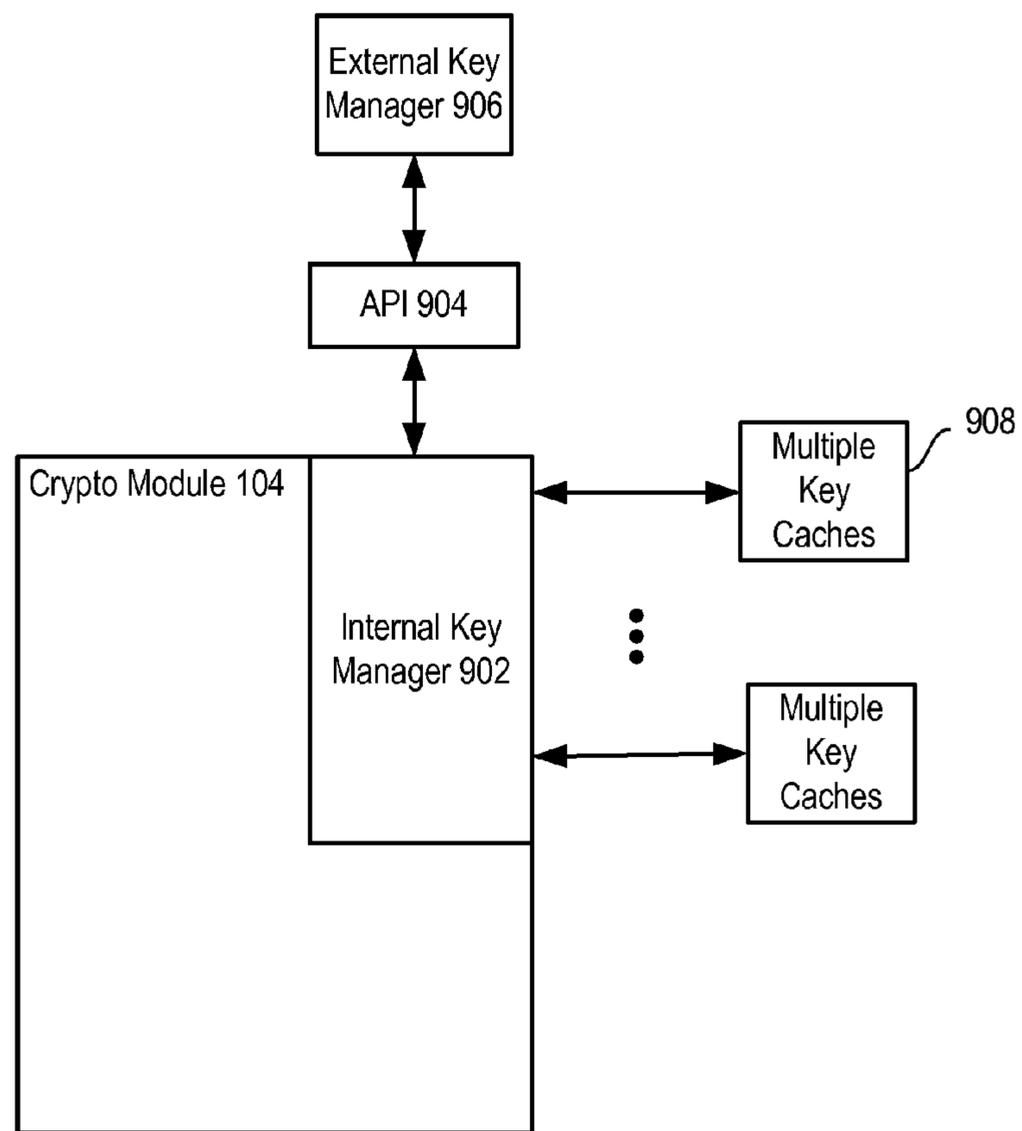 External Key
Manager 906
API 904
908
Multiple
Key
Caches
Crypto Module 104
Internal Key
Manager 902
Multiple
Key
Caches